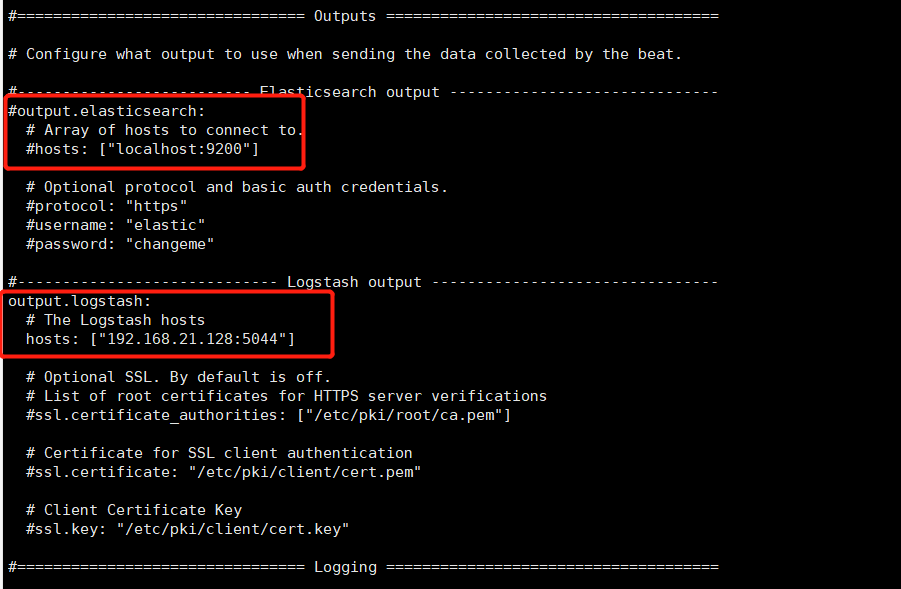 #================================ Outputs =====================================
# Configure what output to use when sending the data collected by the beat.
#-------------------------- Elasticsearch output ------------------------------
#output.elasticsearch:
  # Array of hosts to connect to.
  #hosts: ["localhost:9200"]
  # Optional protocol and basic auth credentials.
  #protocol: "https"
  #username: "elastic"
  #password: "changeme"
#----------------------------- Logstash output --------------------------------
output.logstash:
  # The Logstash hosts
  hosts: ["192.168.21.128:5044"]
  # Optional SSL. By default is off.
  # List of root certificates for HTTPS server verifications
  #ssl.certificate_authorities: ["/etc/pki/root/ca.pem"]
  # Certificate for SSL client authentication
  #ssl.certificate: "/etc/pki/client/cert.pem"
  # Client Certificate Key
  #ssl.key: "/etc/pki/client/cert.key"
#================================ Logging =====================================